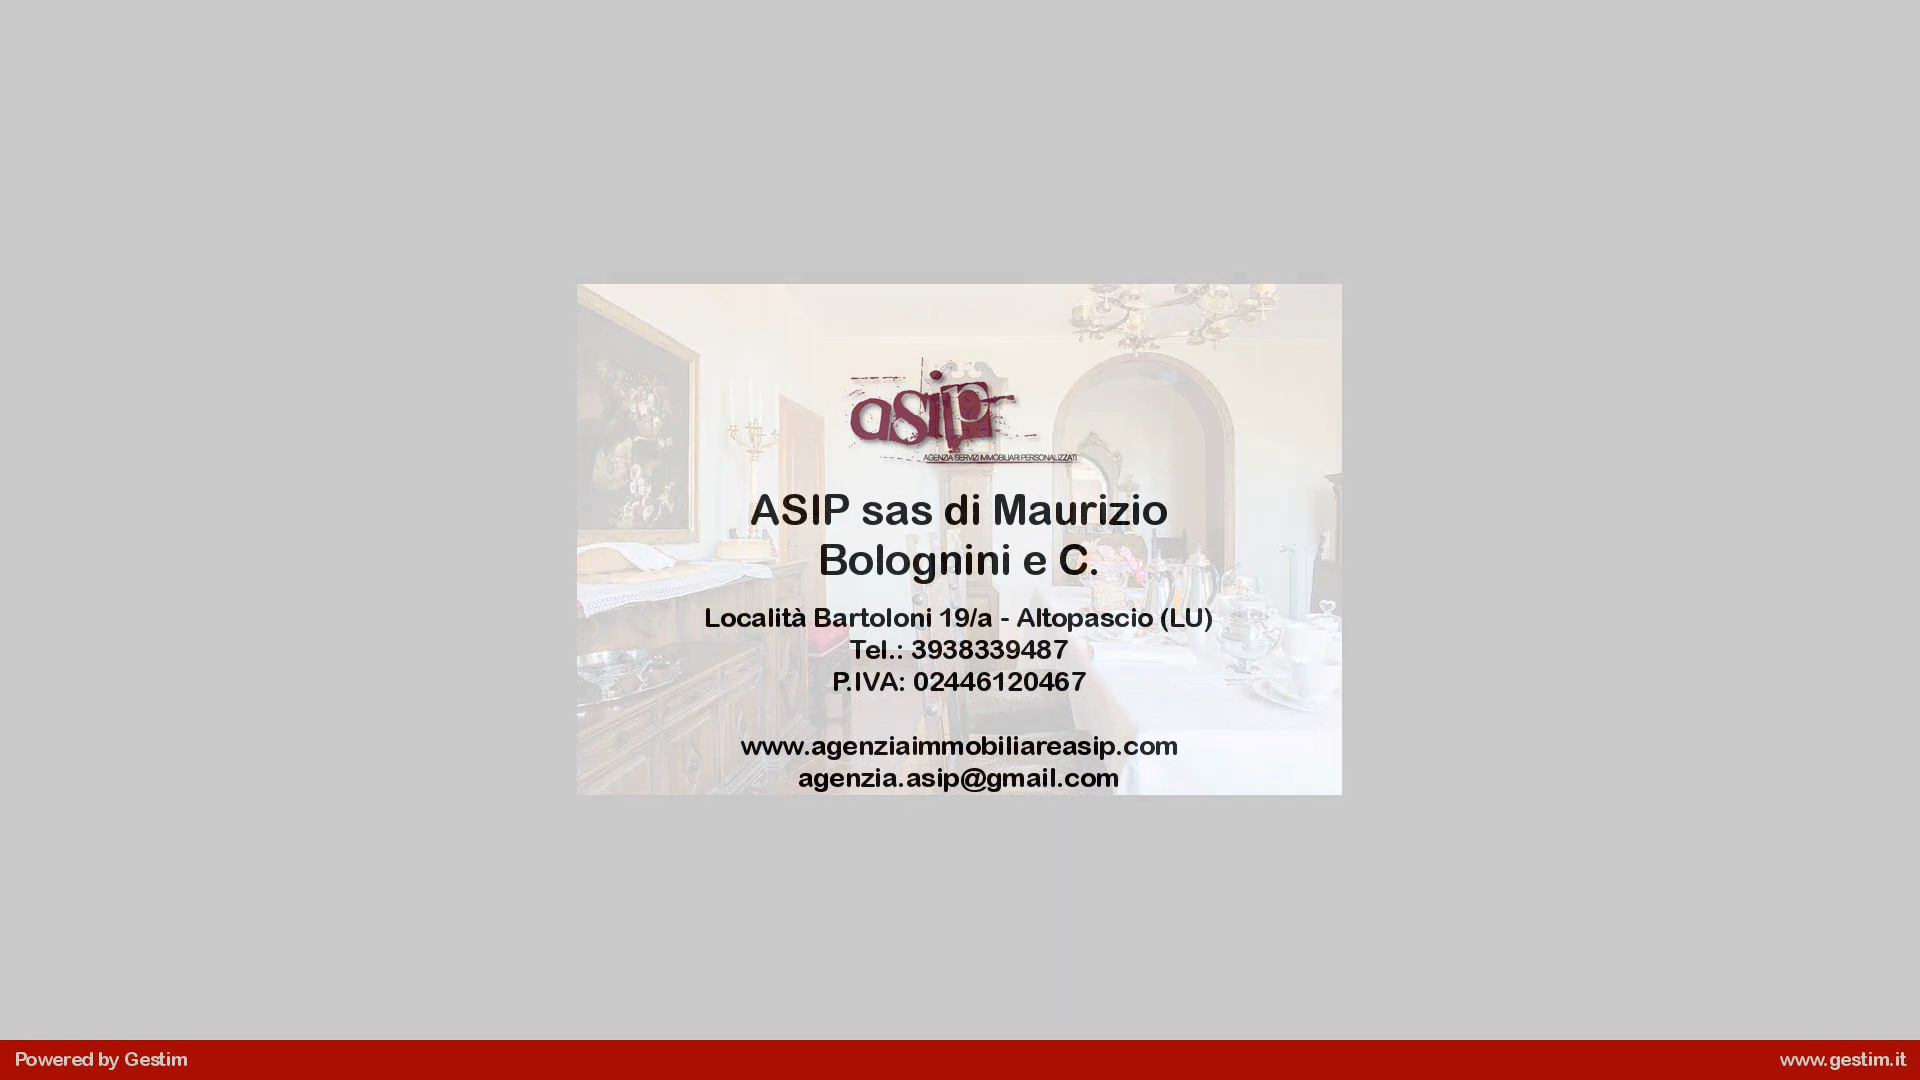 asip
AGENZIA SERVIZI IMMOBILIARI PERSONALIZZATI
ASIP sas di Maurizio
Bolognini e C.
Località Bartoloni 19/a - Altopascio (LU)
Tel.: 3938339487
P.IVA: 02446120467
www.agenziaimmobiliareasip.com
agenzia.asip@gmail.com
Powered by Gestim
www.gestim.it